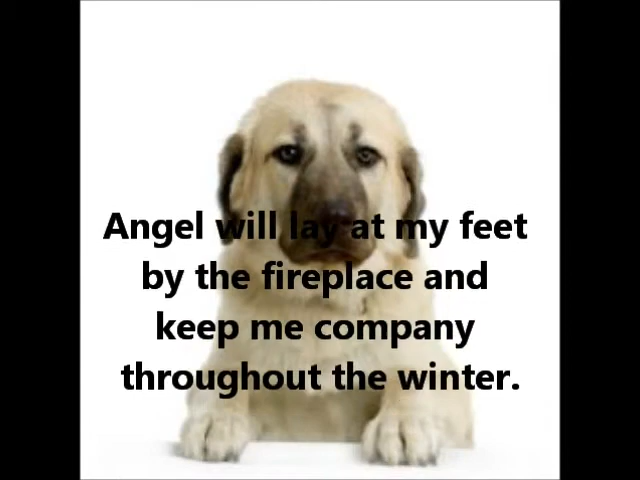 Angel will lay at my feet
by the fireplace and
keep me company
throughout the winter.